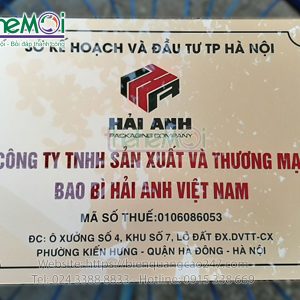 theMoi
SỞ KẾ HOẠCH VÀ ĐẦU TƯ TP HÀ NỘI
HẢI ANH
PACKAGING COMPANY
CÔNG TY TNHH SẢN XUẤT VÀ THƯƠNG MẠ
BAO BÌ HẢI ANH VIỆT NAM
MÃ SỐ THUẾ:0106086053
ĐC: Ô XƯỞNG SỐ 4, KHU SỐ 7, LÔ ĐẤT ĐX.DVTT-CX
PHƯỜNG KIẾN HƯNG - QUẬN HÀ ĐÔNG - HÀ NỘI